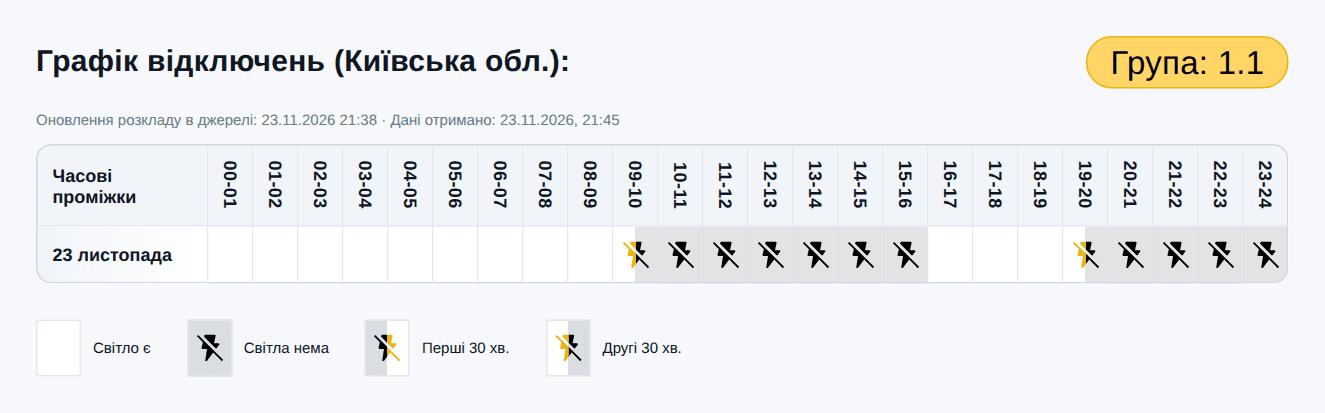 Графік відключень (Київська обл.):
Група: 1.1
Оновлення розкладу в джерелі: 23.11.2026 21:38 · Дані отримано: 23.11.2026, 21:45
Часові
проміжки
00-01
01-02
02-03
03-04
04-05
05-06
06-07
07-08
08-09
09-10
10-11
11-12
12-13
13-14
14-15
15-16
16-17
17-18
18-19
19-20
20-21
21-22
22-23
23-24
23 листопада
Світло є
Світла нема
Перші 30 хв.
Другі 30 хв.